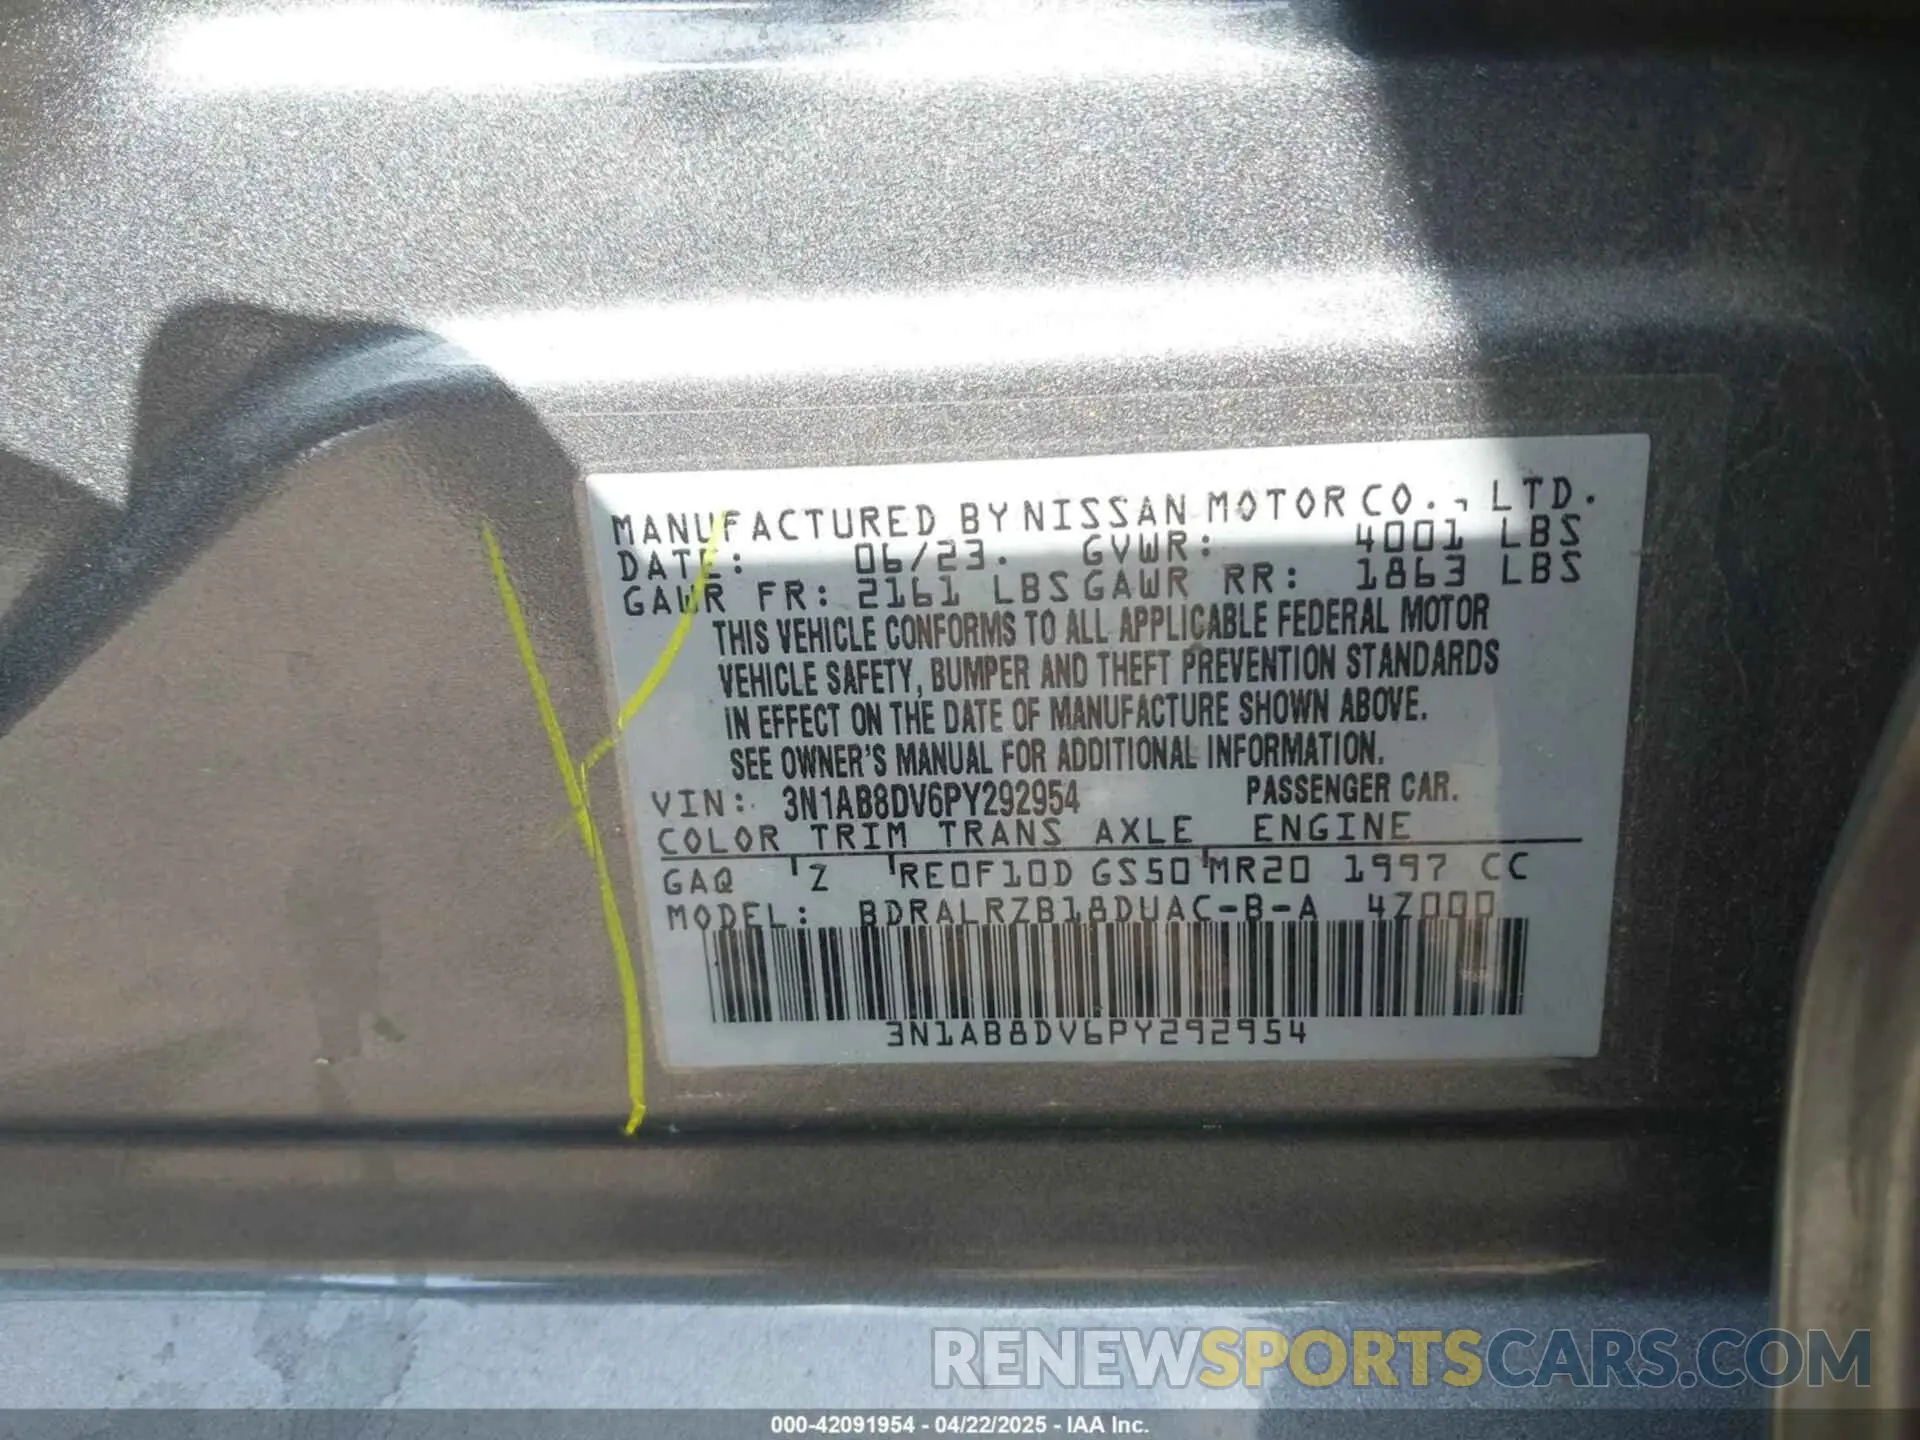 MANUFACTURED BY NISSAN MOTOR CO., LTD.
DATE: 06/23. GVWR: 4001 LBS
GAWR FR: 2161 LBS GAWR RR: 1863 LBS
THIS VEHICLE CONFORMS TO ALL APPLICABLE FEDERAL MOTOR
VEHICLE SAFETY, BUMPER AND THEFT PREVENTION STANDARDS
IN EFFECT ON THE DATE OF MANUFACTURE SHOWN ABOVE.
SEE OWNER'S MANUAL FOR ADDITIONAL INFORMATION.
VIN: 3N1AB8DV6PY292954 PASSENGER CAR.
COLOR TRIM TRANS AXLE ENGINE
GAQ Z RE0F10D GS50 MR20 1997 CC
MODEL: BDRALRZB18DUAC-B-A 4Z000
3N1AB8DV6PY292954
RENEWSPORTSCARS.COM
000-42091954 - 04/22/2025 - IAA Inc.